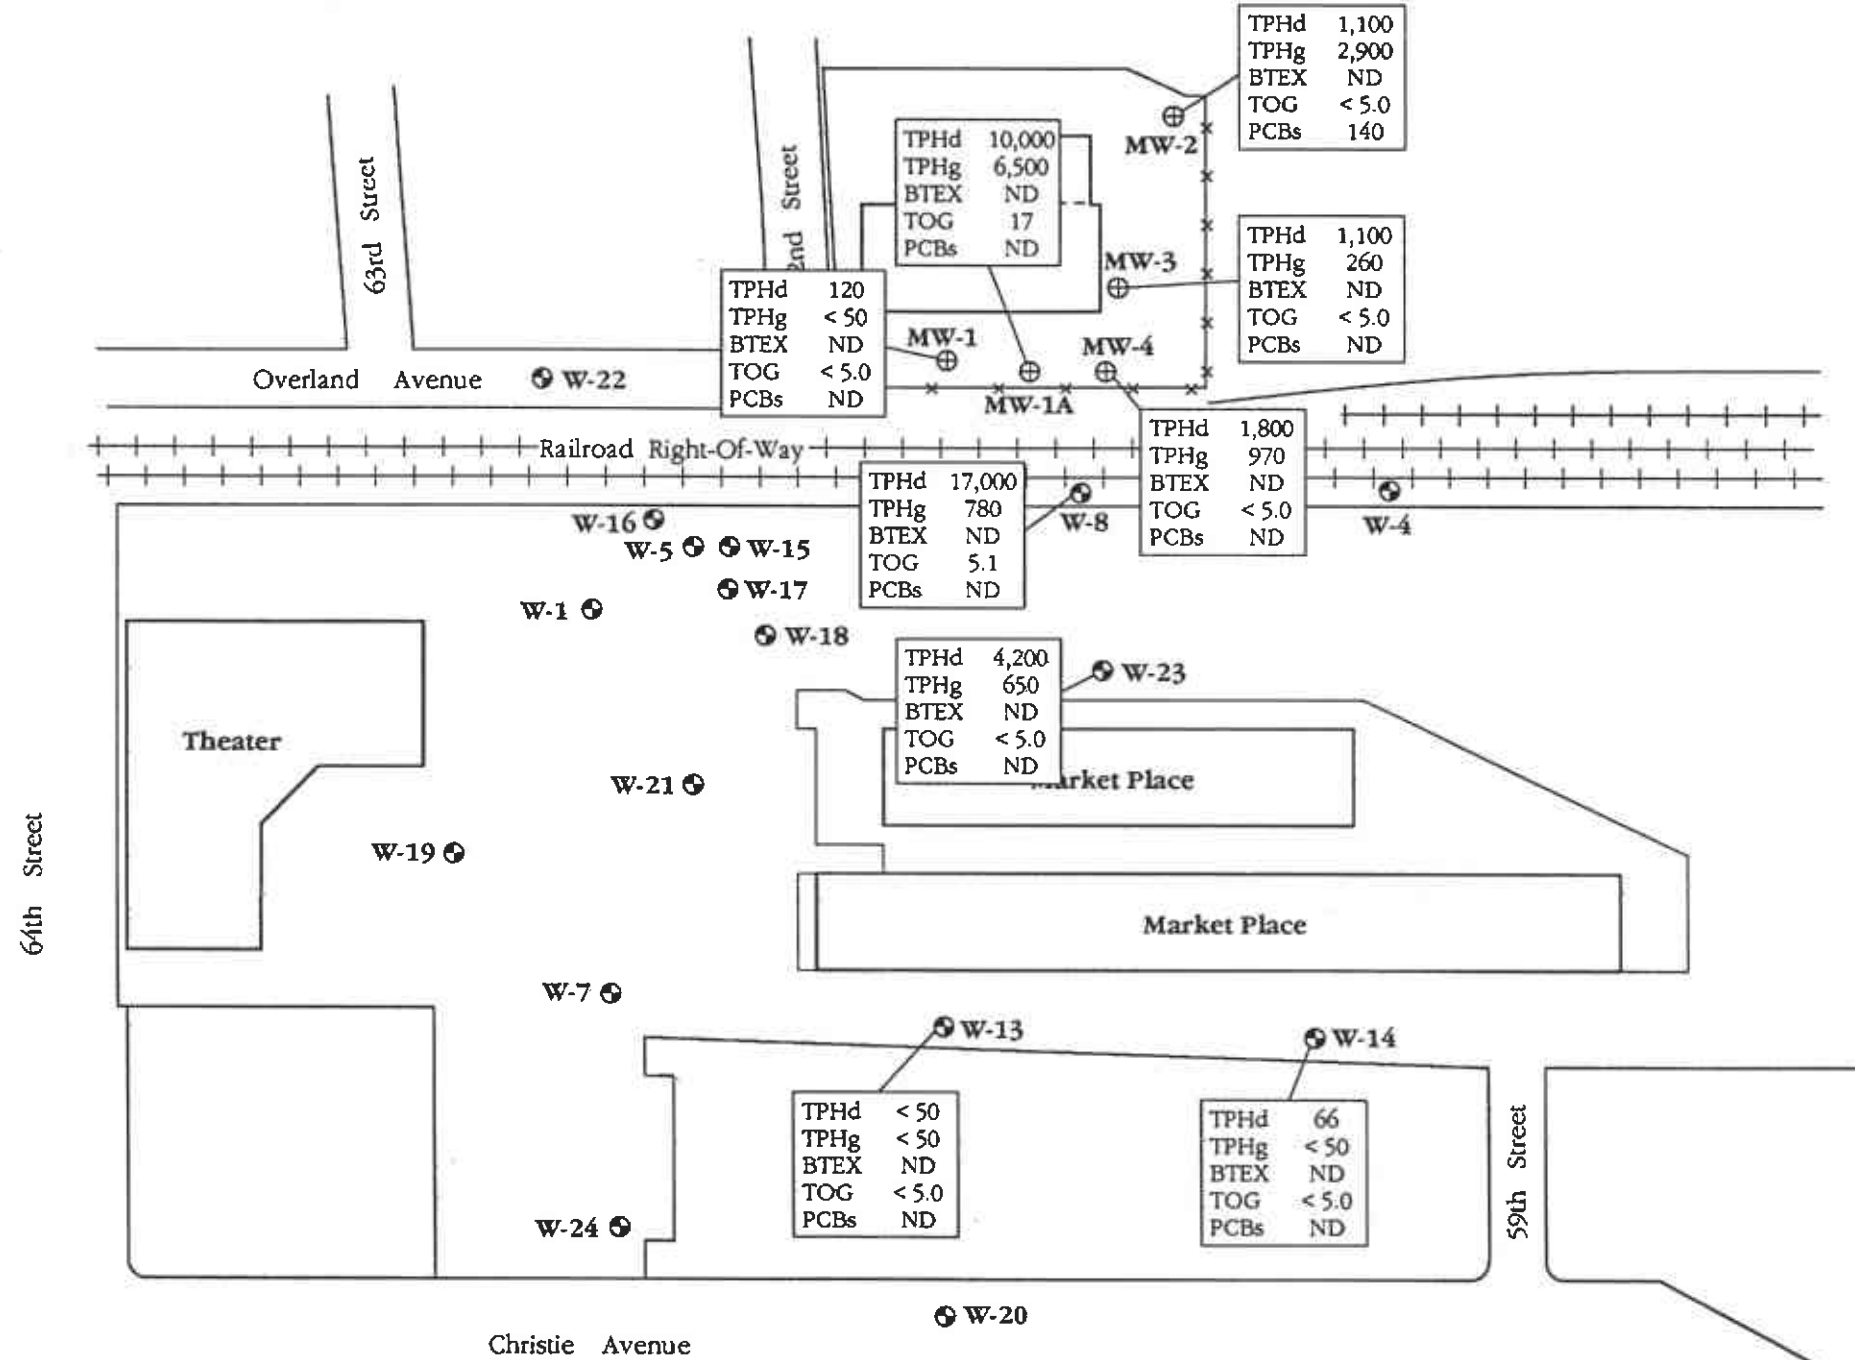 TPHd 1,100
TPHg 2,900
BTEX ND
TOG < 5.0
PCBs 140
MW-2
TPHd 10,000
TPHg 6,500
BTEX ND
TOG 17
PCBs ND
63rd Street
2nd Street
TPHd 1,100
TPHg 260
BTEX ND
TOG < 5.0
PCBs ND
MW-3
TPHd 120
TPHg < 50
BTEX ND
TOG < 5.0
PCBs ND
MW-1
MW-4
MW-1A
Overland Avenue
W-22
Railroad Right-Of-Way
TPHd 1,800
TPHg 970
BTEX ND
TOG < 5.0
PCBs ND
TPHd 17,000
TPHg 780
BTEX ND
TOG 5.1
PCBs ND
W-8
W-4
W-16
W-5
W-15
W-17
W-1
W-18
TPHd 4,200
TPHg 650
BTEX ND
TOG < 5.0
PCBs ND
W-23
Theater
Market Place
W-21
W-19
64th Street
Market Place
W-7
W-13
W-14
TPHd < 50
TPHg < 50
BTEX ND
TOG < 5.0
PCBs ND
TPHd 66
TPHg < 50
BTEX ND
TOG < 5.0
PCBs ND
59th Street
W-24
W-20
Christie Avenue